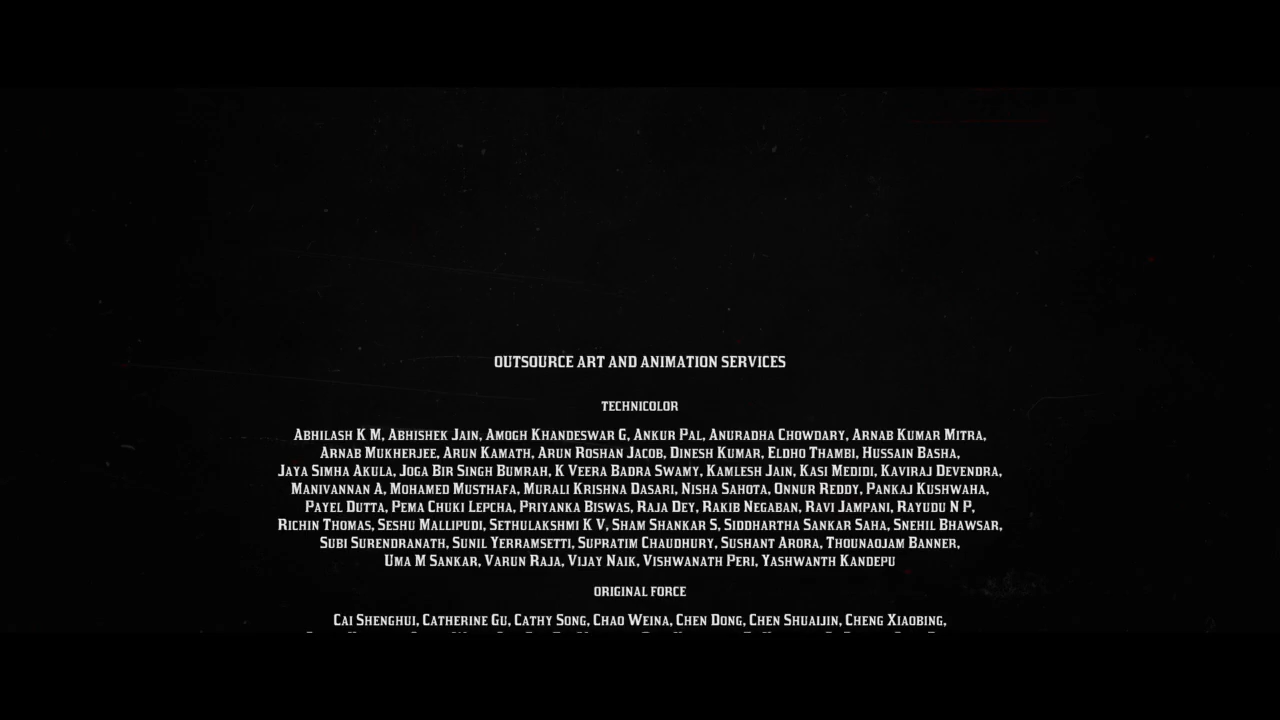 OUTSOURCE ART AND ANIMATION SERVICES
TECHNICOLOR
ABHILASH K M, ABHISHEK JAIN, AMOGH KHANDESWAR G, ANKUR PAL, ANURADHA CHOWDARY, ARNAB KUMAR MITRA,
ARNAB MUKHERJEE, ARUN KAMATH, ARUN ROSHAN JACOB, DINESH KUMAR, ELDHO THAMBI, HUSSAIN BASHA,
JAYA SIMHA AKULA, JOGA BIR SINGH BUMRAH, K VEERA BADRA SWAMY, KAMLESH JAIN, KASI MEDIDI, KAVIRAJ DEVENDRA,
MANIVANNAN A, MOHAMED MUSTHAFA, MURALI KRISHNA DASARI, NISHA SAHOTA, ONNUR REDDY, PANKAJ KUSHWAHA,
PAYEL DUTTA, PEMA CHUKI LEPCHA, PRIYANKA BISWAS, RAJA DEY, RAKIB NEGABAN, RAVI JAMPANI, RAYUDU N P,
RICHIN THOMAS, SESHU MALLIPUDI, SETHULAKSHMI K V, SHAM SHANKAR S, SIDDHARTHA SANKAR SAHA, SNEHIL BHAWSAR,
SUBI SURENDRANATH, SUNIL YERRAMSETTI, SUPRATIM CHAUDHURY, SUSHANT ARORA, THOUNAOJAM BANNER,
UMA M SANKAR, VARUN RAJA, VIJAY NAIK, VISHWANATH PERI, YASHWANTH KANDEPU
ORIGINAL FORCE
CAI SHENGHUI, CATHERINE GU, CATHY SONG, CHAO WEINA, CHEN DONG, CHEN SHUAIJIN, CHENG XIAOBING,